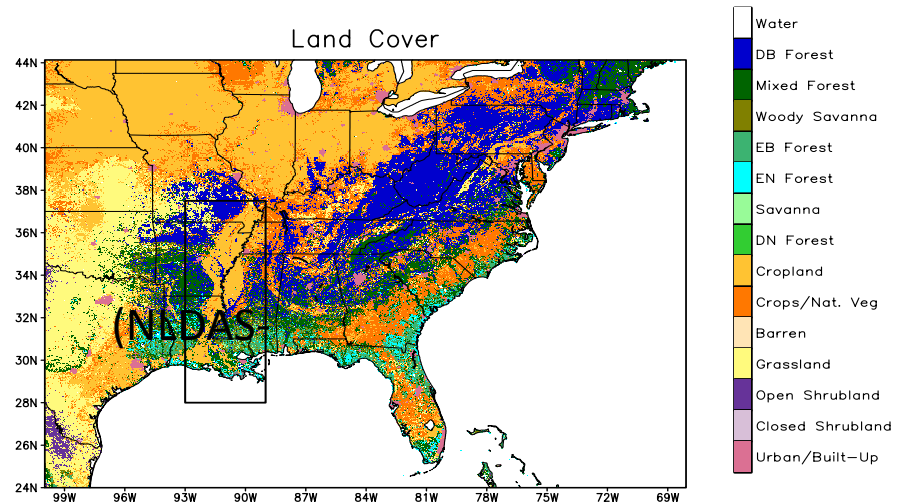 Land Cover
44N
42N
40N
38N
36N
34N
32N
30N
28N
26N
24N
99W 96W 93W 90W 87W 84W 81W 78W 75W 72W 69W
(NLDAS-
Water
DB Forest
Mixed Forest
Woody Savanna
EB Forest
EN Forest
Savanna
DN Forest
Cropland
Crops/Nat. Veg
Barren
Grassland
Open Shrubland
Closed Shrubland
Urban/Built-Up